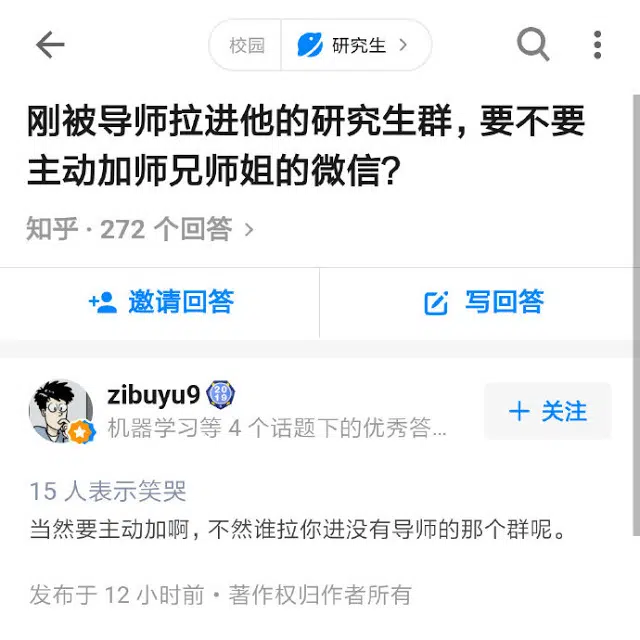 校园 研究生
刚被导师拉进他的研究生群，要不要
主动加师兄师姐的微信？
知乎 · 272 个回答
邀请回答 写回答
zibuyu9 2019
机器学习等 4 个话题下的优秀答...
+ 关注
15 人表示笑哭
当然要主动加啊，不然谁拉你进没有导师的那个群呢。
发布于 12 小时前 · 著作权归作者所有